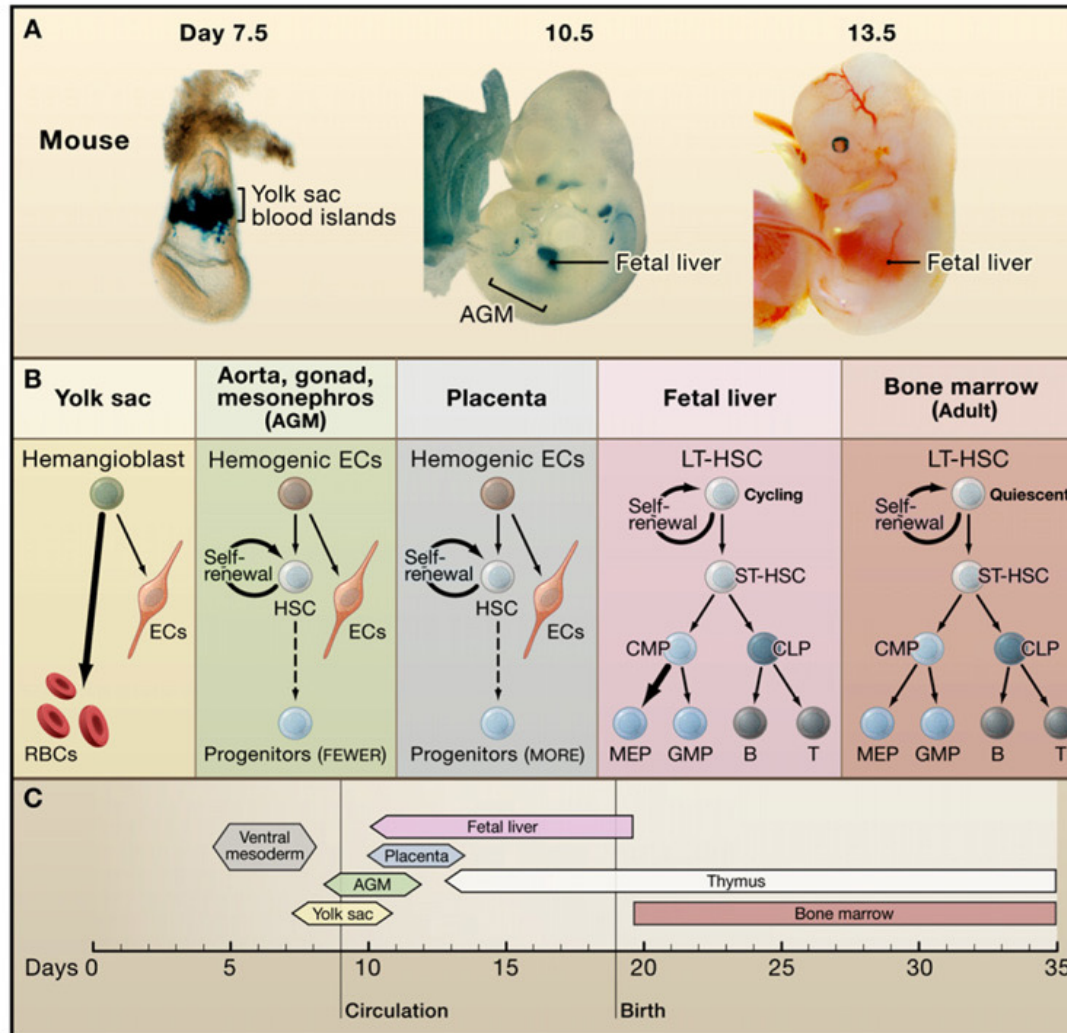 A
Day 7.5
10.5
13.5
Mouse
Yolk sac
blood islands
Fetal liver
AGM
Fetal liver
B
Yolk sac
Aorta, gonad,
mesonephros
(AGM)
Placenta
Fetal liver
Bone marrow
(Adult)
Hemangioblast
ECs
RBCs
Hemogenic ECs
Self-
renewal
HSC
ECs
Progenitors (FEWER)
Hemogenic ECs
Self-
renewal
HSC
ECs
Progenitors (MORE)
LT-HSC
Cycling
Self-
renewal
ST-HSC
CMP
CLP
MEP
GMP
B
T
LT-HSC
Quiescent
Self-
renewal
ST-HSC
CMP
CLP
MEP
GMP
B
T
C
Ventral
mesoderm
Fetal liver
Placenta
AGM
Thymus
Yolk sac
Bone marrow
Days 0 5 10 15 20 25 30 35
Circulation
Birth